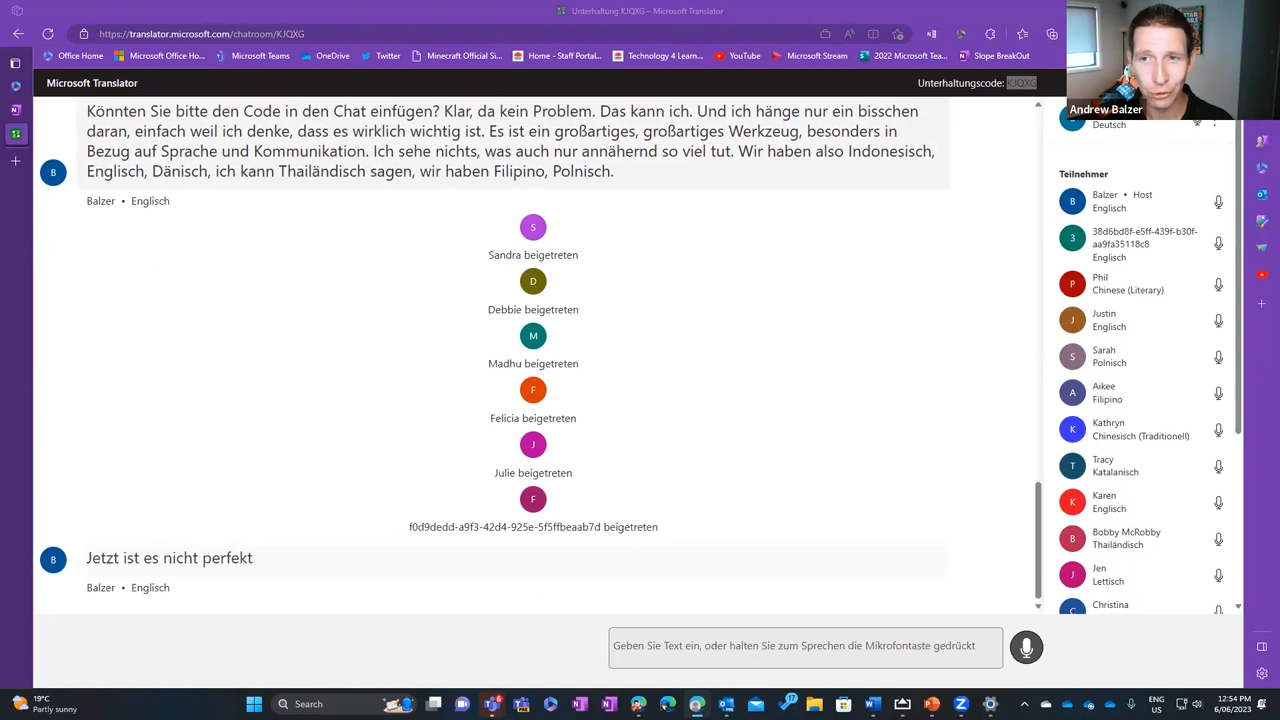 Unterhaltung KJQXG – Microsoft Translator
https://translator.microsoft.com/chatroom/KJQXG
Office Home
Microsoft Office Ho...
Microsoft Teams
OneDrive
Twitter
Minecraft Official Si...
Home - Staff Portal...
Technology 4 Learn...
YouTube
Microsoft Stream
2022 Microsoft Tea...
Slope BreakOut
Microsoft Translator
Unterhaltungscode: KJQXG
Andrew Balzer
Könnten Sie bitte den Code in den Chat einfügen? Klar, da kein Problem. Das kann ich. Und ich hänge nur ein bisschen
daran, einfach weil ich denke, dass es wirklich wichtig ist. Es ist ein großartiges, großartiges Werkzeug, besonders in
Bezug auf Sprache und Kommunikation. Ich sehe nichts, was auch nur annähernd so viel tut. Wir haben also Indonesisch,
Englisch, Dänisch, ich kann Thailändisch sagen, wir haben Filipino, Polnisch.
B
Balzer • Englisch
S
Sandra beigetreten
D
Debbie beigetreten
M
Madhu beigetreten
F
Felicia beigetreten
J
Julie beigetreten
F
f0d9dedd-a9f3-42d4-925e-5f5ffbeaab7d beigetreten
B
Jetzt ist es nicht perfekt
Balzer • Englisch
Geben Sie Text ein, oder halten Sie zum Sprechen die Mikrofontaste gedrückt
Deutsch
Teilnehmer
B
Balzer • Host
Englisch
3
38d6bd8f-e5ff-439f-b30f-
aa9fa35118c8
Englisch
P
Phil
Chinese (Literary)
J
Justin
Englisch
S
Sarah
Polnisch
A
Aikee
Filipino
K
Kathryn
Chinesisch (Traditionell)
T
Tracy
Katalanisch
K
Karen
Englisch
B
Bobby McRobby
Thailändisch
J
Jen
Lettisch
C
Christina
19°C
Partly sunny
Search
6
17
ENG
US
12:54 PM
6/06/2023